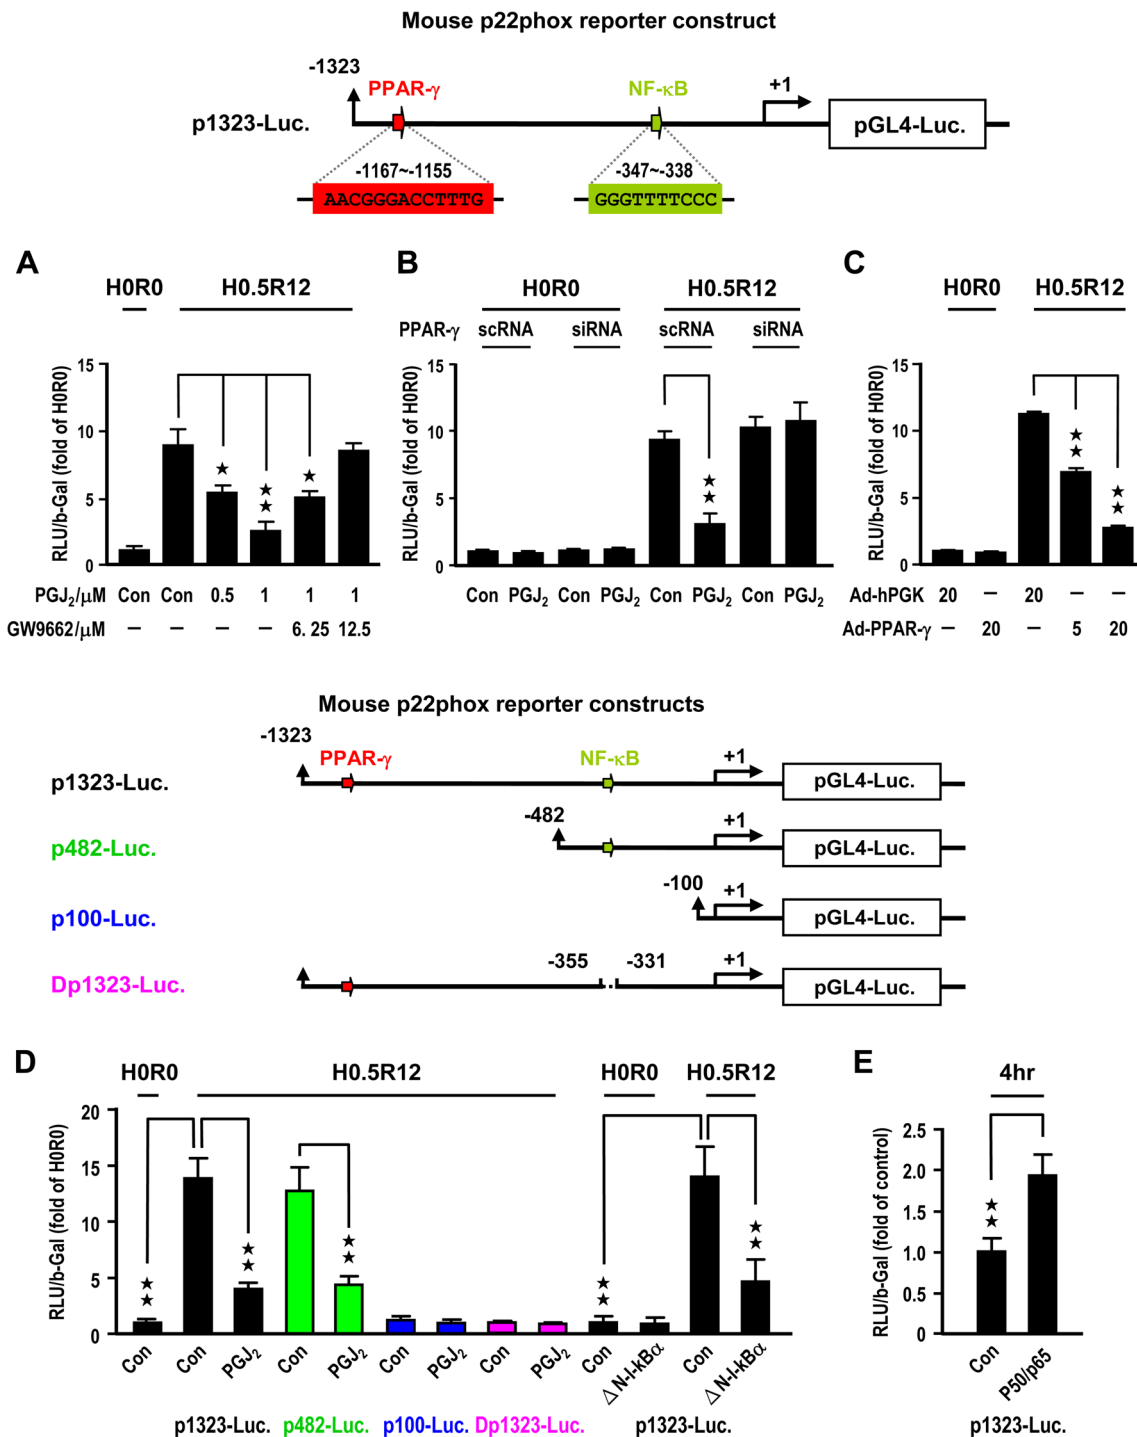 Mouse p22phox reporter construct
-1323
PPAR-γ
NF-κB
+1
p1323-Luc.
pGL4-Luc.
-1167~-1155
-347~-338
AACGGGACCTTTG
GGGTTTTCCC
A
H0R0
H0.5R12
RLU/b-Gal (fold of H0R0)
15
10
5
0
PGJ2/μM Con Con 0.5 1 1 1
GW9662/μM – – – – 6. 25 12.5
B
H0R0
H0.5R12
PPAR-γ scRNA siRNA scRNA siRNA
RLU/b-Gal (fold of H0R0)
15
10
5
0
Con PGJ2 Con PGJ2 Con PGJ2 Con PGJ2
C
H0R0
H0.5R12
RLU/b-Gal (fold of H0R0)
15
10
5
0
Ad-hPGK 20 – 20 – –
Ad-PPAR-γ – 20 – 5 20
Mouse p22phox reporter constructs
-1323
PPAR-γ
NF-κB
+1
p1323-Luc.
pGL4-Luc.
-482
+1
p482-Luc.
pGL4-Luc.
-100
+1
p100-Luc.
pGL4-Luc.
-355
-331
+1
Dp1323-Luc.
pGL4-Luc.
D
H0R0
H0.5R12
H0R0
H0.5R12
RLU/b-Gal (fold of H0R0)
20
15
10
5
0
Con Con PGJ2 Con PGJ2 Con PGJ2 Con PGJ2 Con ΔN-I-kBα Con ΔN-I-kBα
p1323-Luc. p482-Luc. p100-Luc. Dp1323-Luc. p1323-Luc.
E
4hr
RLU/b-Gal (fold of control)
2.5
2.0
1.5
1.0
0.5
0
Con P50/p65
p1323-Luc.